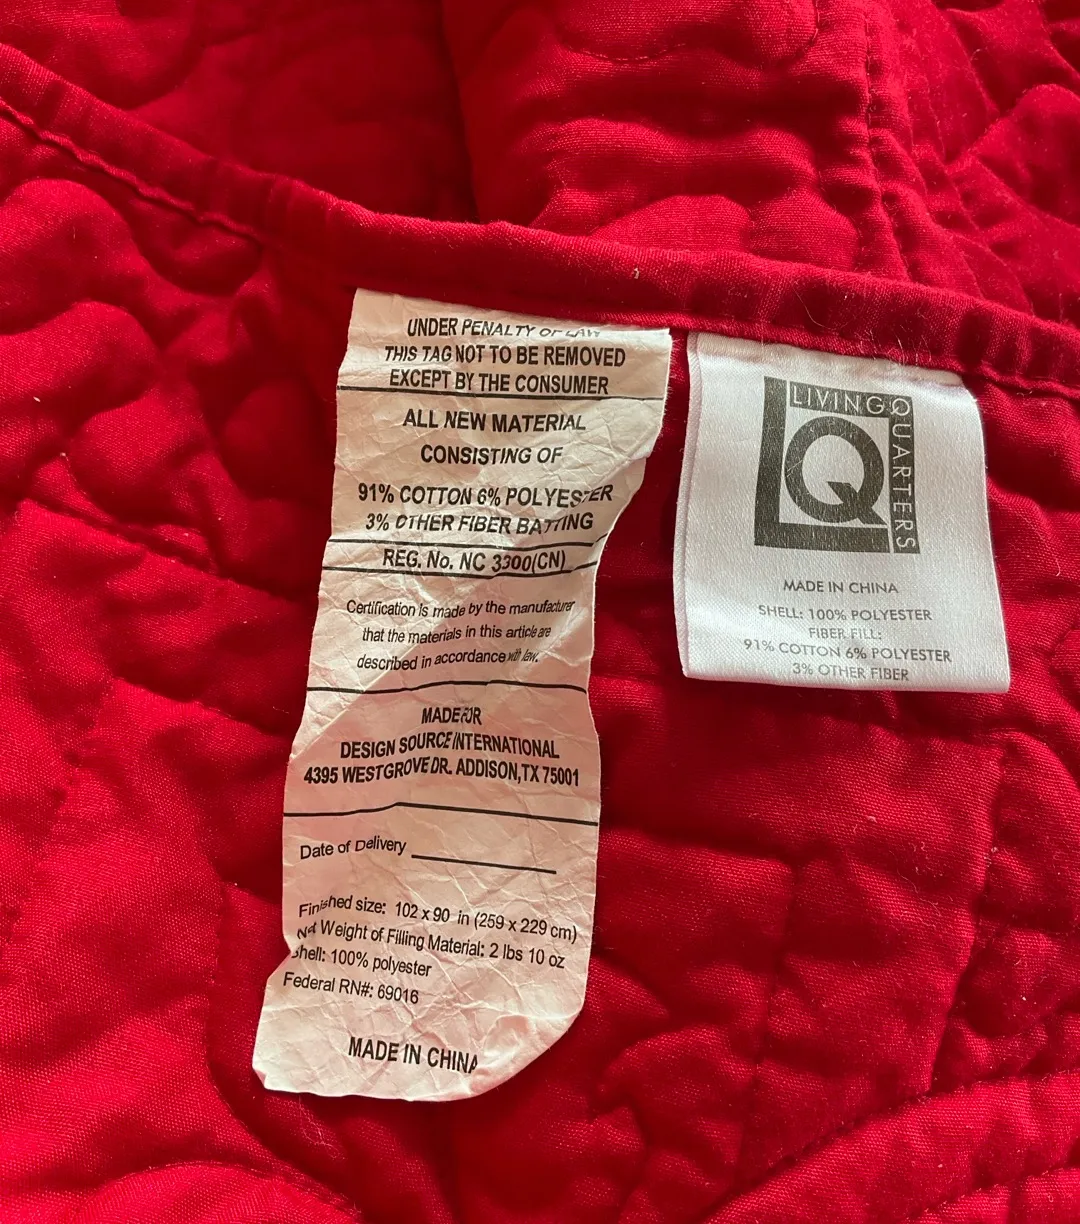 UNDER PENALTY OF LAW
THIS TAG NOT TO BE REMOVED
EXCEPT BY THE CONSUMER
ALL NEW MATERIAL
CONSISTING OF
91% COTTON 6% POLYESTER
3% OTHER FIBER BATTING
REG. No. NC 3300(CN)
Certification is made by the manufacturer
that the materials in this article are
described in accordance with law.
MADE FOR
DESIGN SOURCE INTERNATIONAL
4395 WESTGROVE DR. ADDISON,TX 75001
Date of Delivery
Finished size: 102 x 90 in (259 x 229 cm)
Net Weight of Filling Material: 2 lbs 10 oz
Shell: 100% polyester
Federal RN#: 69016
MADE IN CHINA
LIVING QUARTERS
LQ
MADE IN CHINA
SHELL: 100% POLYESTER
FIBER FILL:
91% COTTON 6% POLYESTER
3% OTHER FIBER